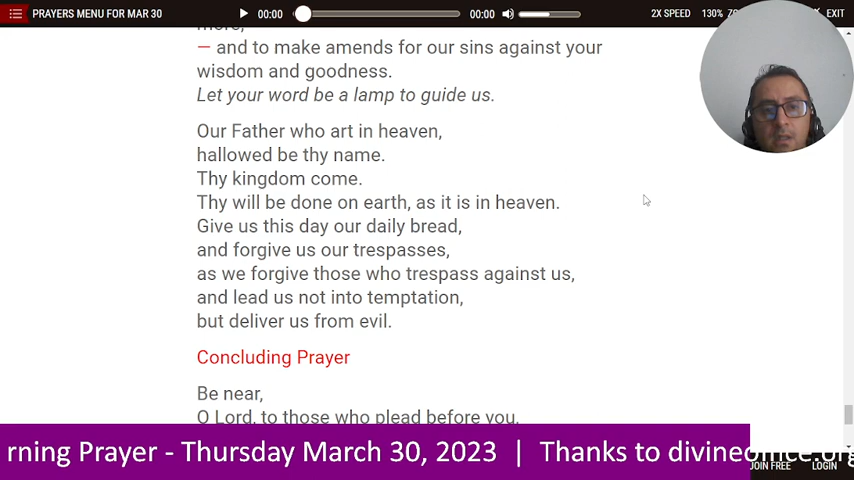 PRAYERS MENU FOR MAR 30
00:00
00:00
2X SPEED
130%
EXIT
— and to make amends for our sins against your
wisdom and goodness.
Let your word be a lamp to guide us.
Our Father who art in heaven,
hallowed be thy name.
Thy kingdom come.
Thy will be done on earth, as it is in heaven.
Give us this day our daily bread,
and forgive us our trespasses,
as we forgive those who trespass against us,
and lead us not into temptation,
but deliver us from evil.
Concluding Prayer
Be near,
O Lord, to those who plead before you,
rning Prayer - Thursday March 30, 2023 | Thanks to divineoffice.org
JOIN FREE
LOGIN